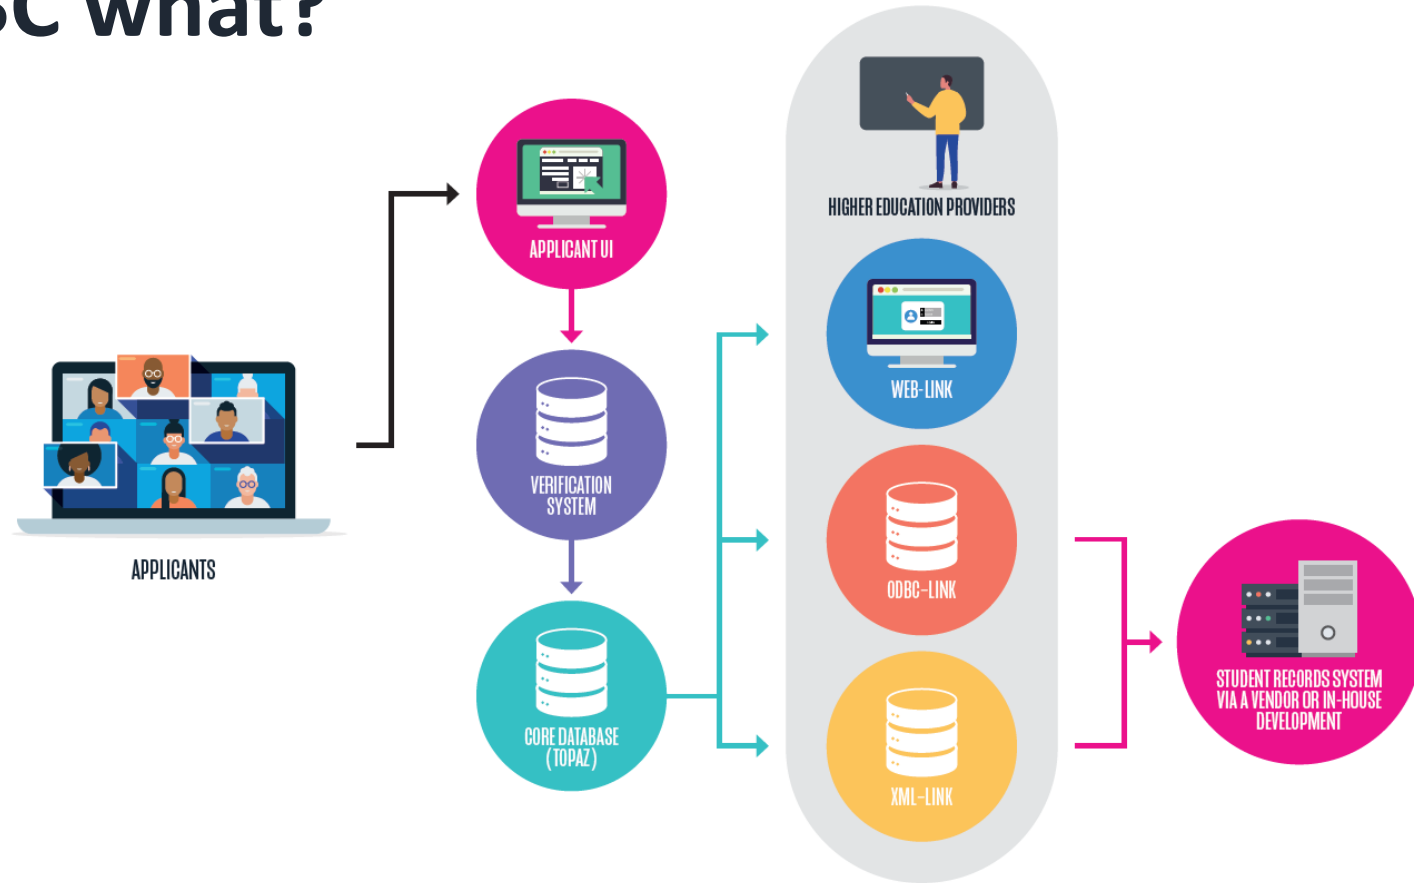 what?
APPLICANTS
APPLICANT UI
VERIFICATION
SYSTEM
CORE DATABASE
(TOPAZ)
HIGHER EDUCATION PROVIDERS
WEB-LINK
ODBC-LINK
XML-LINK
STUDENT RECORDS SYSTEM
VIA A VENDOR OR IN-HOUSE
DEVELOPMENT